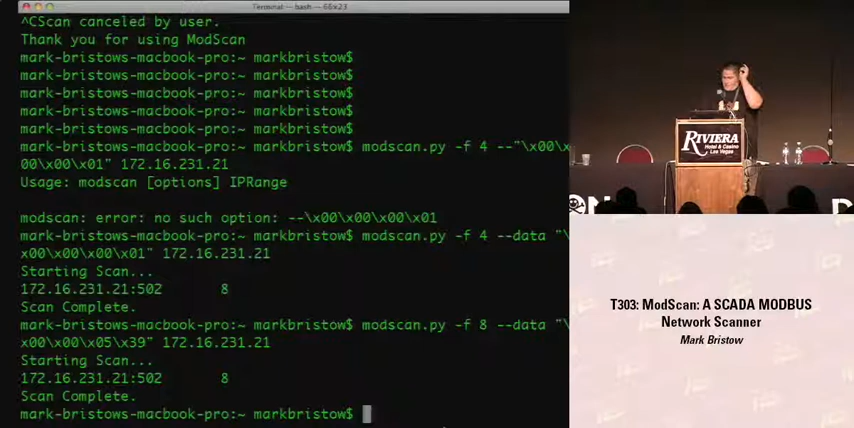 Terminal — bash — 66x23
^CScan canceled by user.
Thank you for using ModScan
mark-bristows-macbook-pro:~ markbristow$
mark-bristows-macbook-pro:~ markbristow$
mark-bristows-macbook-pro:~ markbristow$
mark-bristows-macbook-pro:~ markbristow$
mark-bristows-macbook-pro:~ markbristow$
mark-bristows-macbook-pro:~ markbristow$ modscan.py -f 4 --"\x00\x
00\x00\x01" 172.16.231.21
Usage: modscan [options] IPRange
modscan: error: no such option: --\x00\x00\x00\x01
mark-bristows-macbook-pro:~ markbristow$ modscan.py -f 4 --data "\
x00\x00\x00\x01" 172.16.231.21
Starting Scan...
172.16.231.21:502 8
Scan Complete.
mark-bristows-macbook-pro:~ markbristow$ modscan.py -f 8 --data "\
x00\x00\x05\x39" 172.16.231.21
Starting Scan...
172.16.231.21:502 8
Scan Complete.
mark-bristows-macbook-pro:~ markbristow$
RIVIERA
Hotel & Casino
Las Vegas
T303: ModScan: A SCADA MODBUS
Network Scanner
Mark Bristow